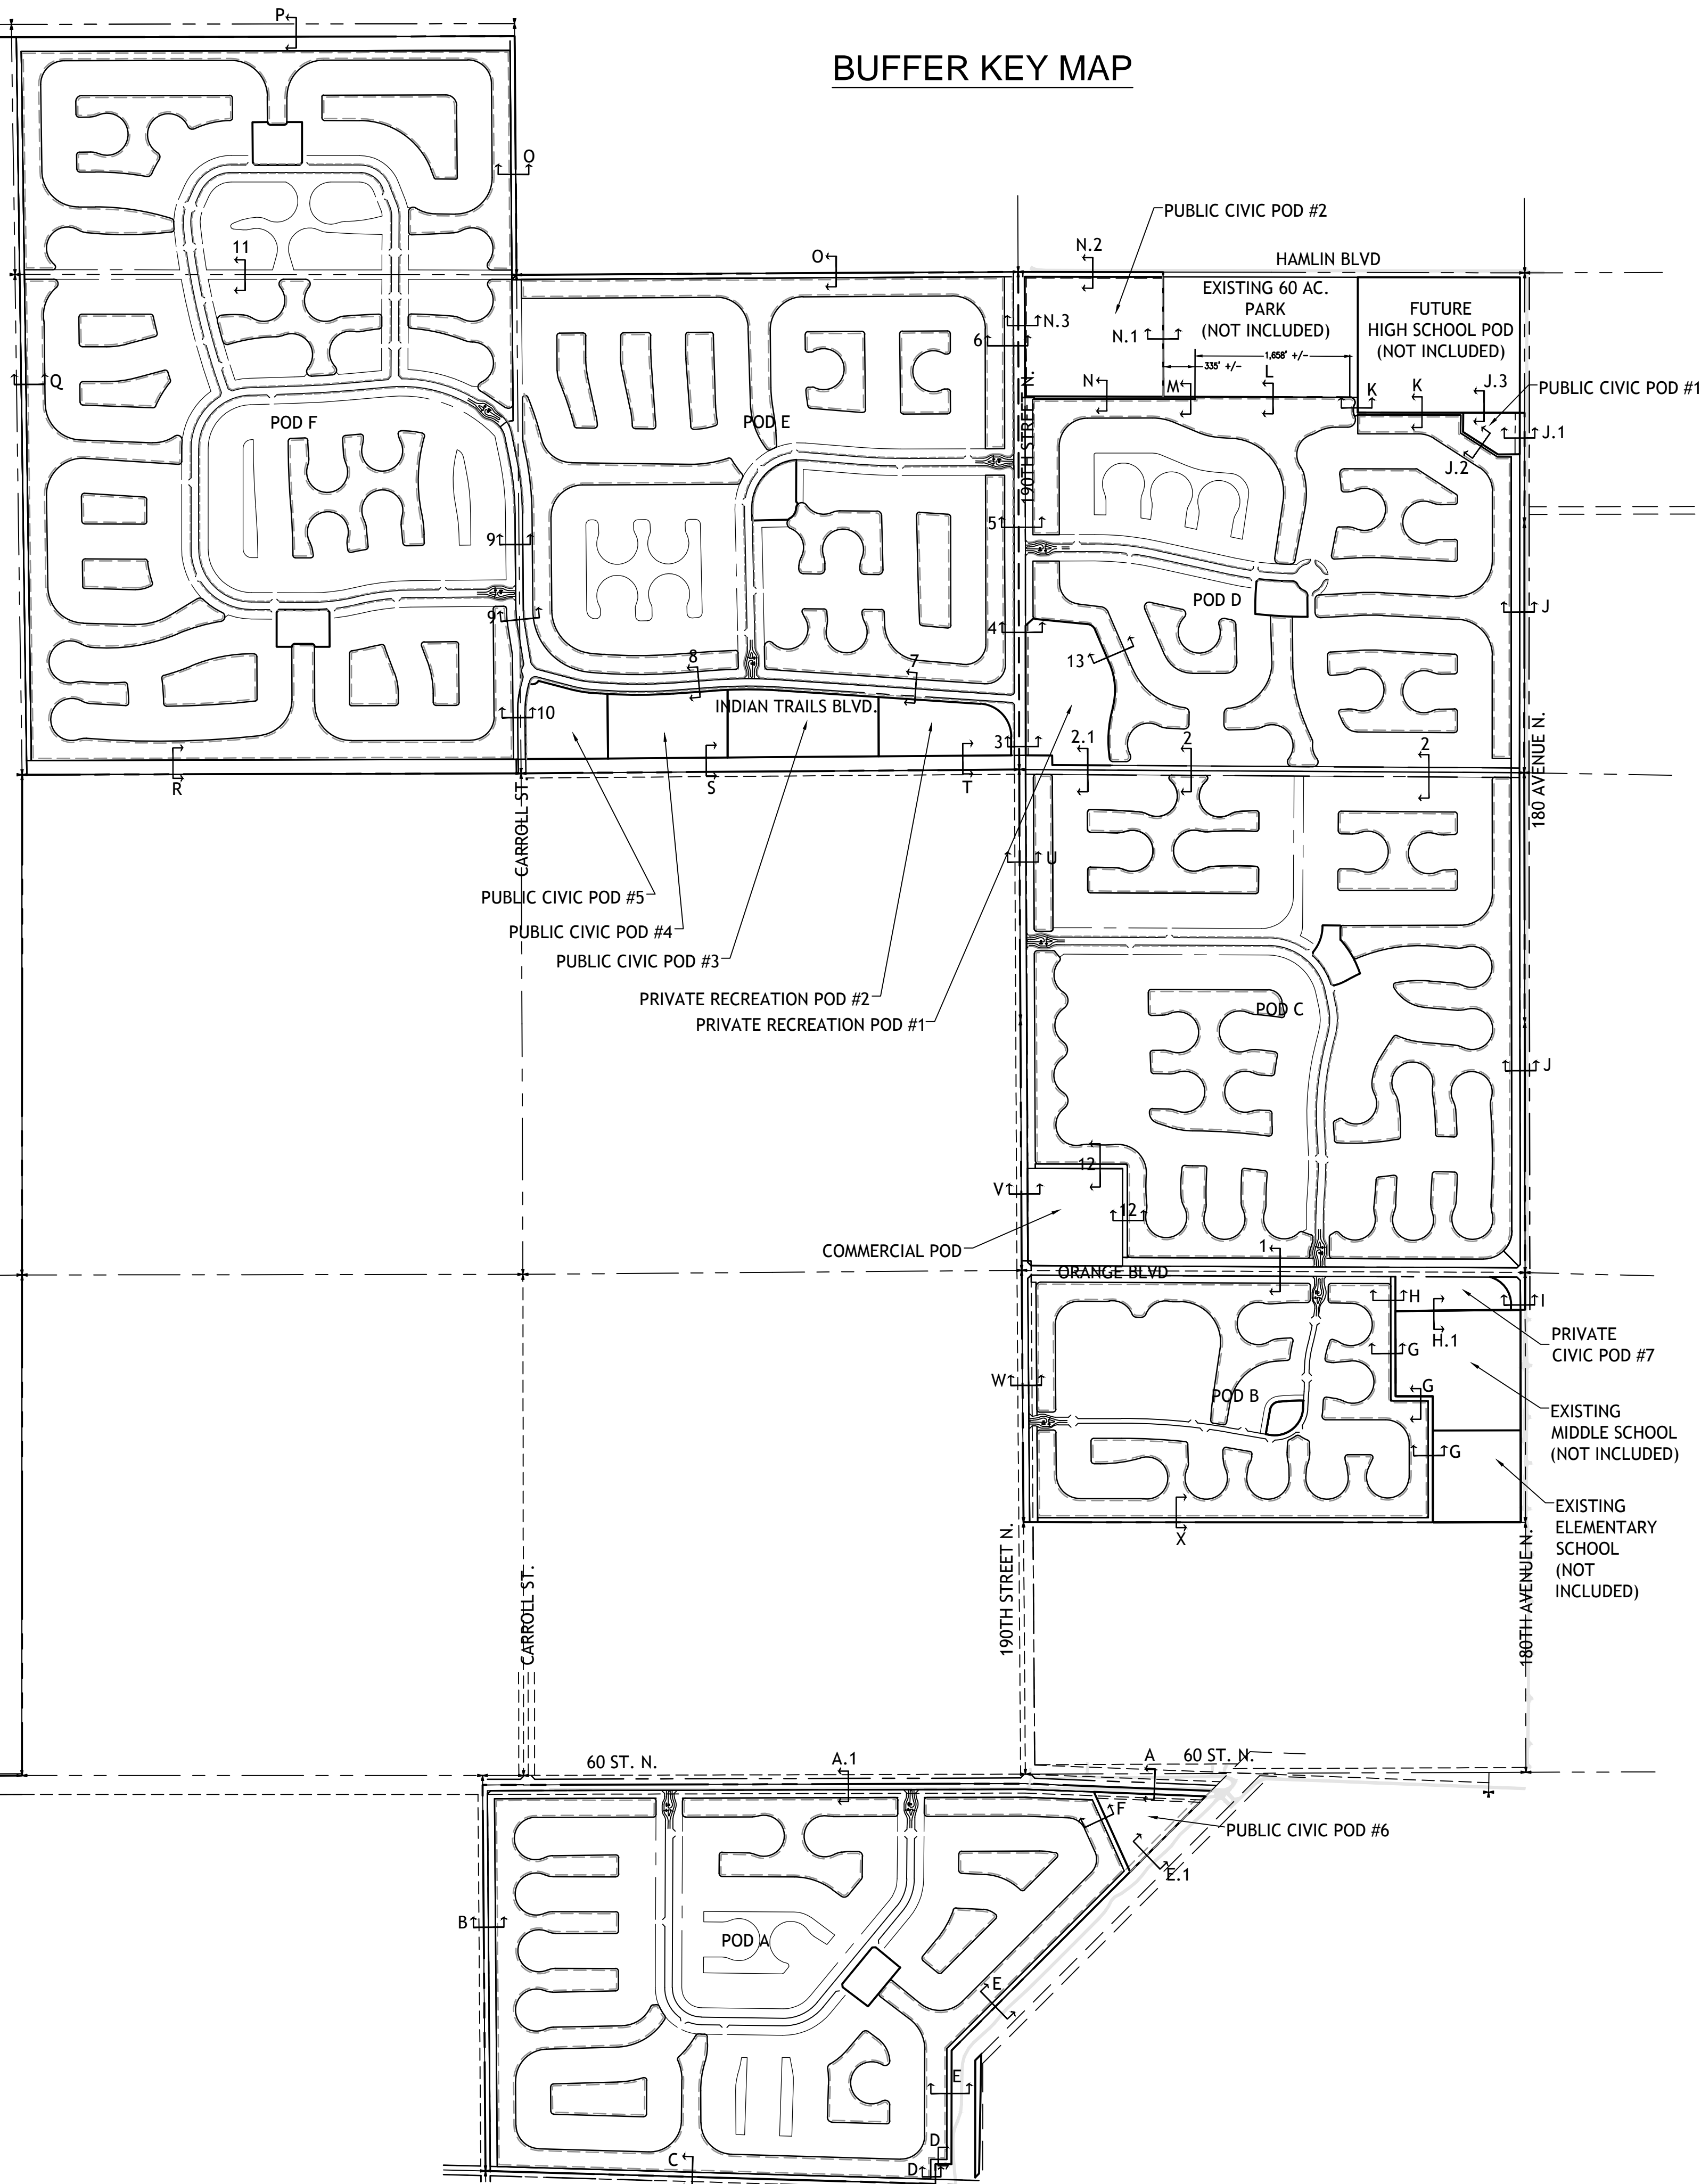 BUFFER KEY MAP
P
O
11
Q
POD F
9
9
10
R
O
POD E
6
5
4
8
7
INDIAN TRAILS BLVD.
3
S
T
N.2
PUBLIC CIVIC POD #2
HAMLIN BLVD
EXISTING 60 AC.
PARK
(NOT INCLUDED)
FUTURE
HIGH SCHOOL POD
(NOT INCLUDED)
N.3
N.1
1,658' +/-
335' +/-
N
M
L
K
K
J.3
PUBLIC CIVIC POD #1
J.1
J.2
190TH STREET N.
POD D
J
13
2.1
2
2
180 AVENUE N.
CARROLL ST.
U
PUBLIC CIVIC POD #5
PUBLIC CIVIC POD #4
PUBLIC CIVIC POD #3
PRIVATE RECREATION POD #2
PRIVATE RECREATION POD #1
POD C
J
12
V
12
COMMERCIAL POD
1
ORANGE BLVD
H
I
H.1
PRIVATE
CIVIC POD #7
G
W
POD B
G
EXISTING
MIDDLE SCHOOL
(NOT INCLUDED)
G
X
EXISTING
ELEMENTARY
SCHOOL
(NOT
INCLUDED)
CARROLL ST.
190TH STREET N.
180TH AVENUE N.
60 ST. N.
A.1
A
60 ST. N.
F
PUBLIC CIVIC POD #6
E.1
B
POD A
E
E
D
D
C